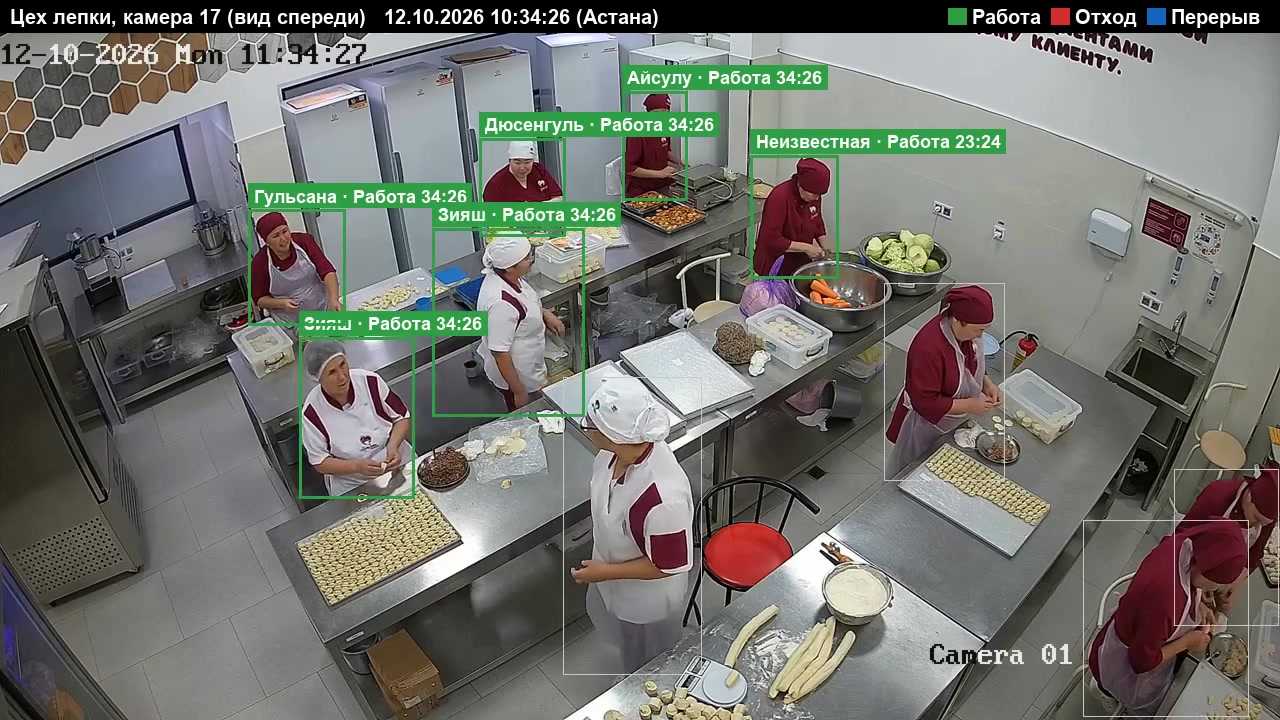 Цех лепки, камера 17 (вид спереди) 12.10.2026 10:34:26 (Астана)
Работа Отход Перерыв
12-10-2026 Mon 11:34:27
КЛИЕНТУ.
Айсулу · Работа 34:26
Дюсенгуль · Работа 34:26
Неизвестная · Работа 23:24
Гульсана · Работа 34:26
Зияш · Работа 34:26
Зияш · Работа 34:26
Camera 01